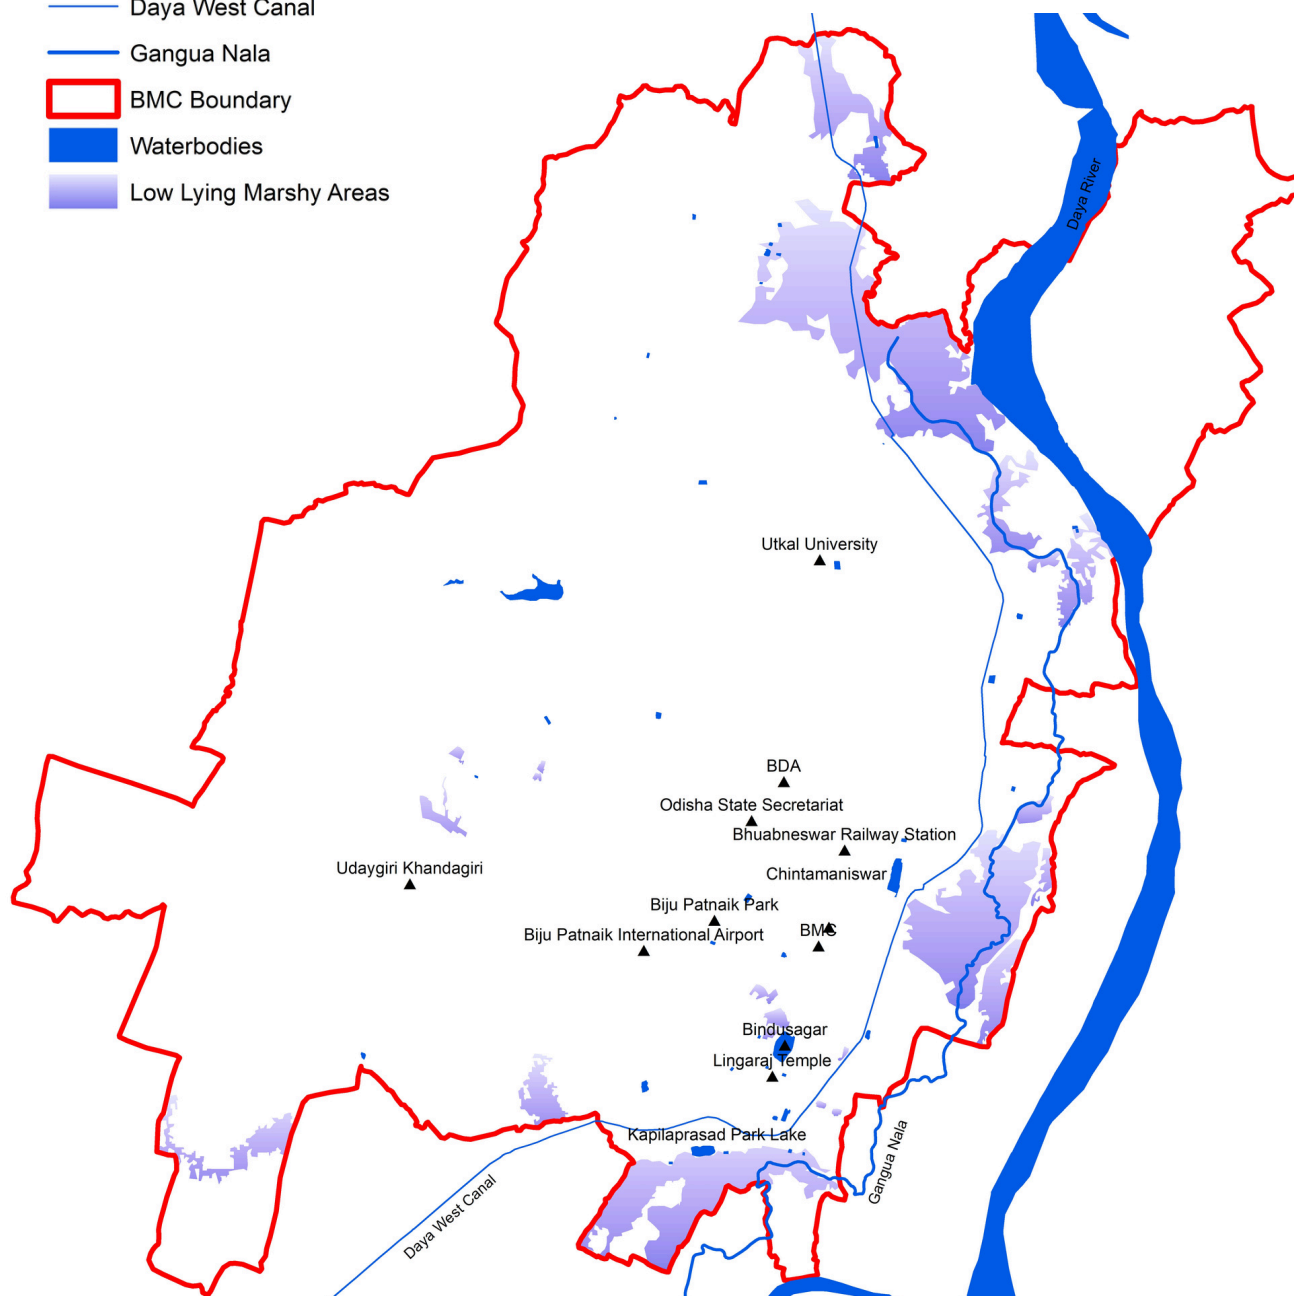 Daya West Canal
Gangua Nala
BMC Boundary
Waterbodies
Low Lying Marshy Areas
Daya River
Utkal University
BDA
Odisha State Secretariat
Bhuabneswar Railway Station
Udaygiri Khandagiri
Chintamaniswar
Biju Patnaik Park
Biju Patnaik International Airport
BMC
Bindusagar
Lingaraj Temple
Kapilaprasad Park Lake
Gangua Nala
Daya West Canal